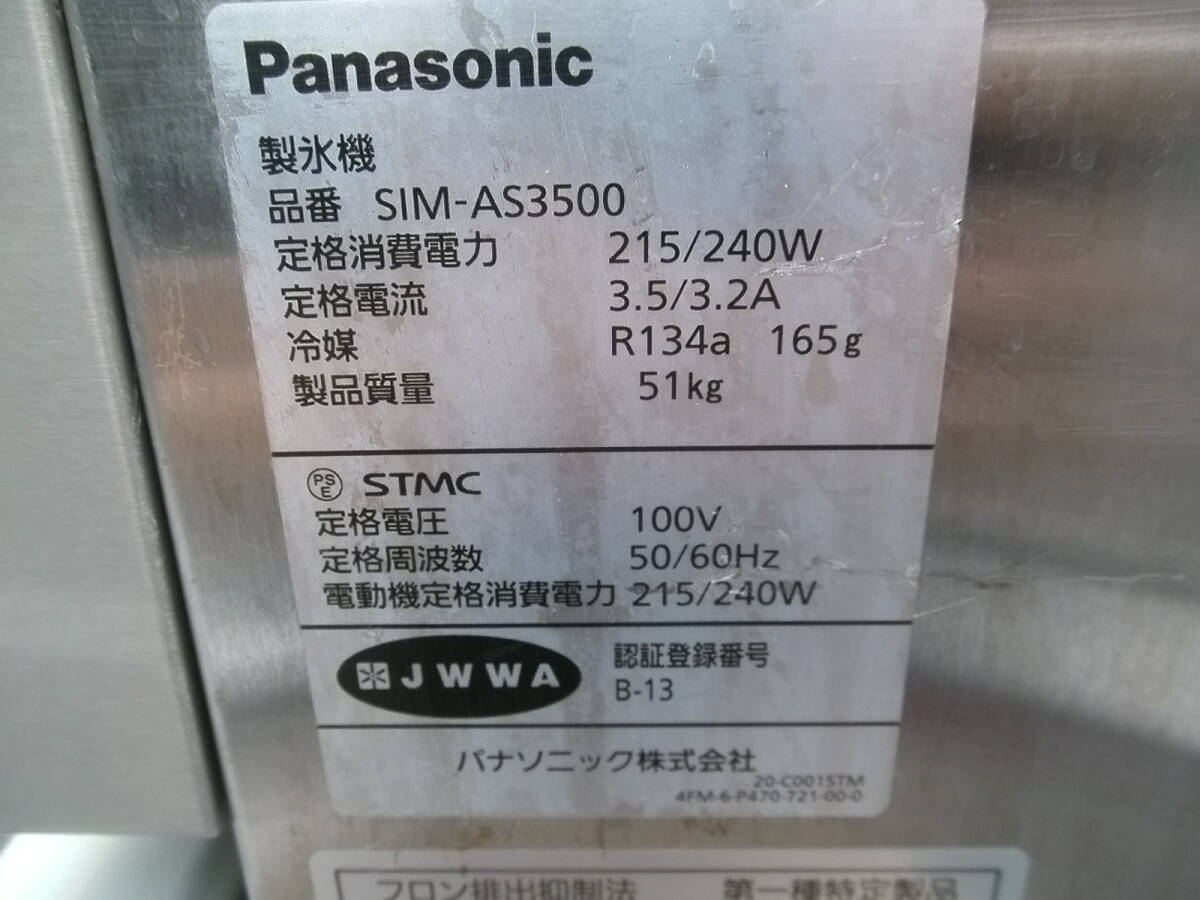 Panasonic
製氷機
品番 SIM-AS3500
定格消費電力 215/240W
定格電流 3.5/3.2A
冷媒 R134a 165g
製品質量 51kg
PSE STMC
定格電圧 100V
定格周波数 50/60Hz
電動機定格消費電力 215/240W
JWWA 認証登録番号
B-13
パナソニック株式会社
20-C001STM
4FM-6-P470-721-00-0
フロン排出抑制法 第一種特定製品